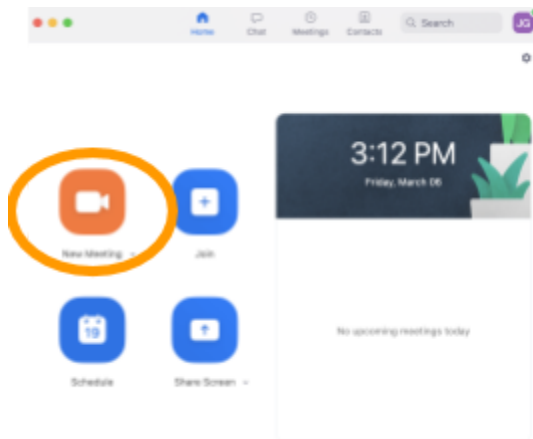 Home
Chat
Meetings
Contacts
Search
JG
3:12 PM
Friday, March 06
New Meeting
Join
19
Schedule
Share Screen
No upcoming meetings today